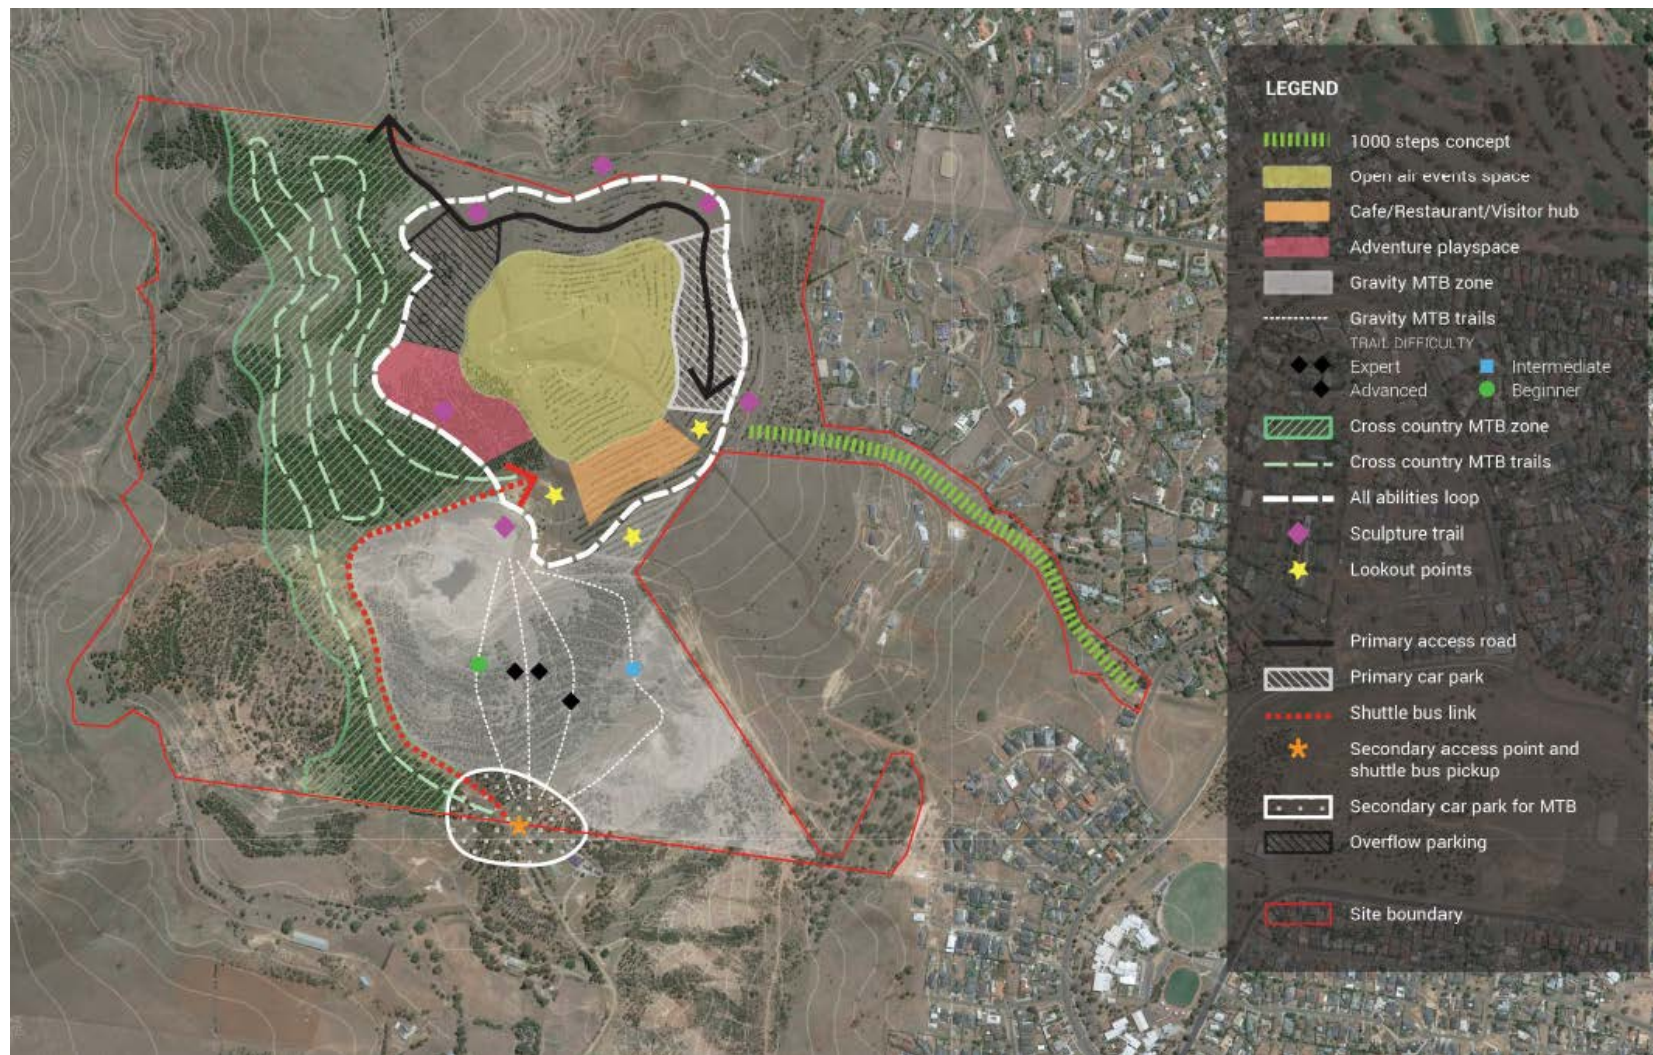 LEGEND
1000 steps concept
Open air events space
Cafe/Restaurant/Visitor hub
Adventure playspace
Gravity MTB zone
Gravity MTB trails
TRAIL DIFFICULTY
Expert
Intermediate
Advanced
Beginner
Cross country MTB zone
Cross country MTB trails
All abilities loop
Sculpture trail
Lookout points
Primary access road
Primary car park
Shuttle bus link
Secondary access point and
shuttle bus pickup
Secondary car park for MTB
Overflow parking
Site boundary